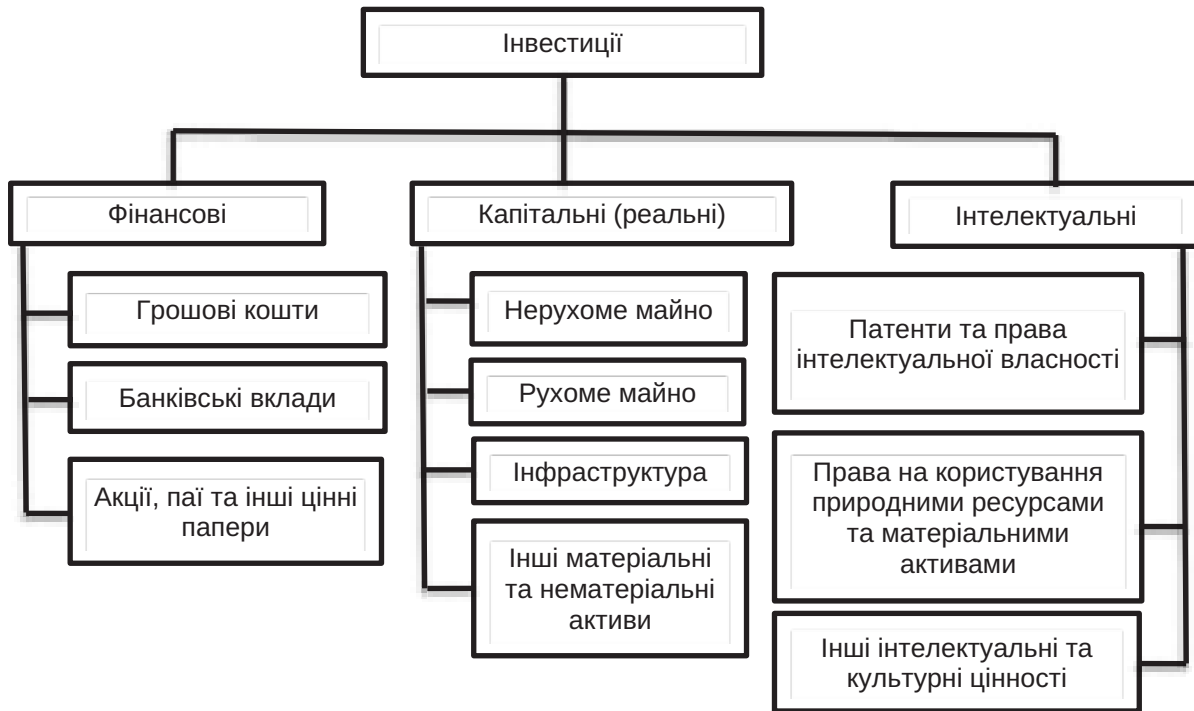 Інвестиції
Фінансові
Капітальні (реальні)
Інтелектуальні
Грошові кошти
Банківські вклади
Акції, паї та інші цінні
папери
Нерухоме майно
Рухоме майно
Інфраструктура
Інші матеріальні
та нематеріальні
активи
Патенти та права
інтелектуальної власності
Права на користування
природними ресурсами
та матеріальними
активами
Інші інтелектуальні та
культурні цінності